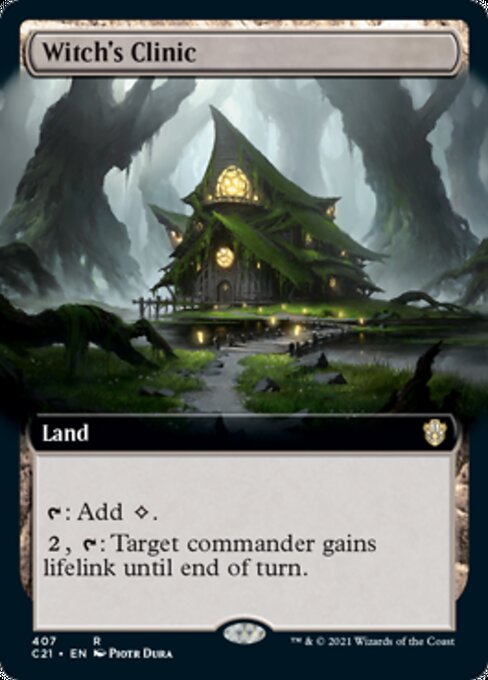 Witch's Clinic
Land
: Add .
2, : Target commander gains
lifelink until end of turn.
407 R
C21 • EN Piotr Dura
™ & © 2021 Wizards of the Coast